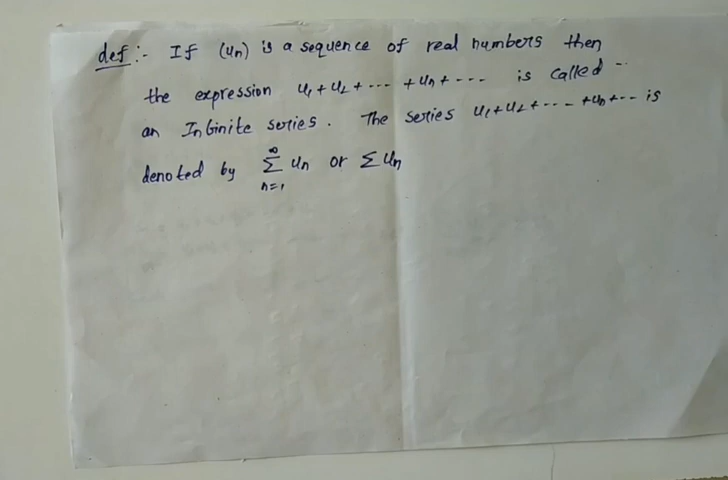 def :- If (un) is a sequence of real numbers then
the expression u₁ + u₂ + --- + un + --- is called
an Infinite series. The series u₁ + u₂ + --- + un + -- is
denoted by ∞∑n=1 un or ∑un